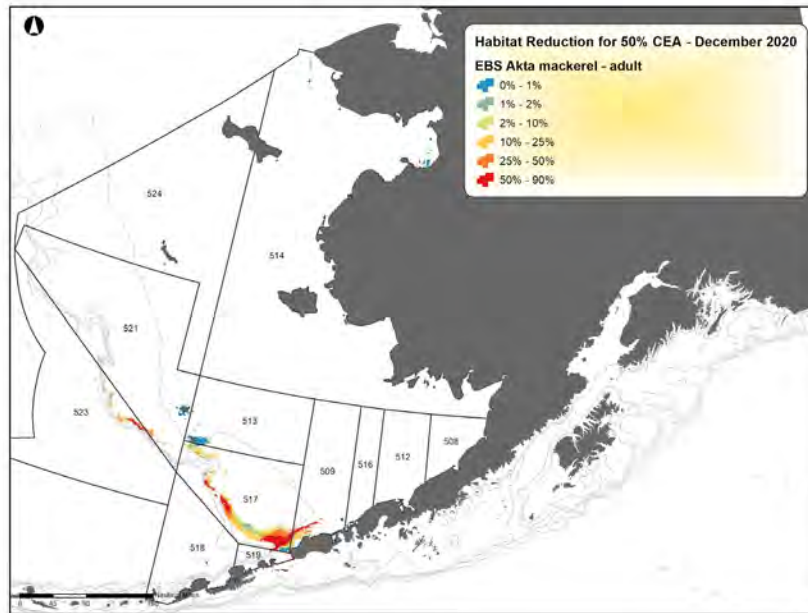 Habitat Reduction for 50% CEA - December 2020
EBS Akta mackerel - adult
0% - 1%
1% - 2%
2% - 10%
10% - 25%
25% - 50%
50% - 90%
524
514
521
523
513
509
516
512
508
517
518
519